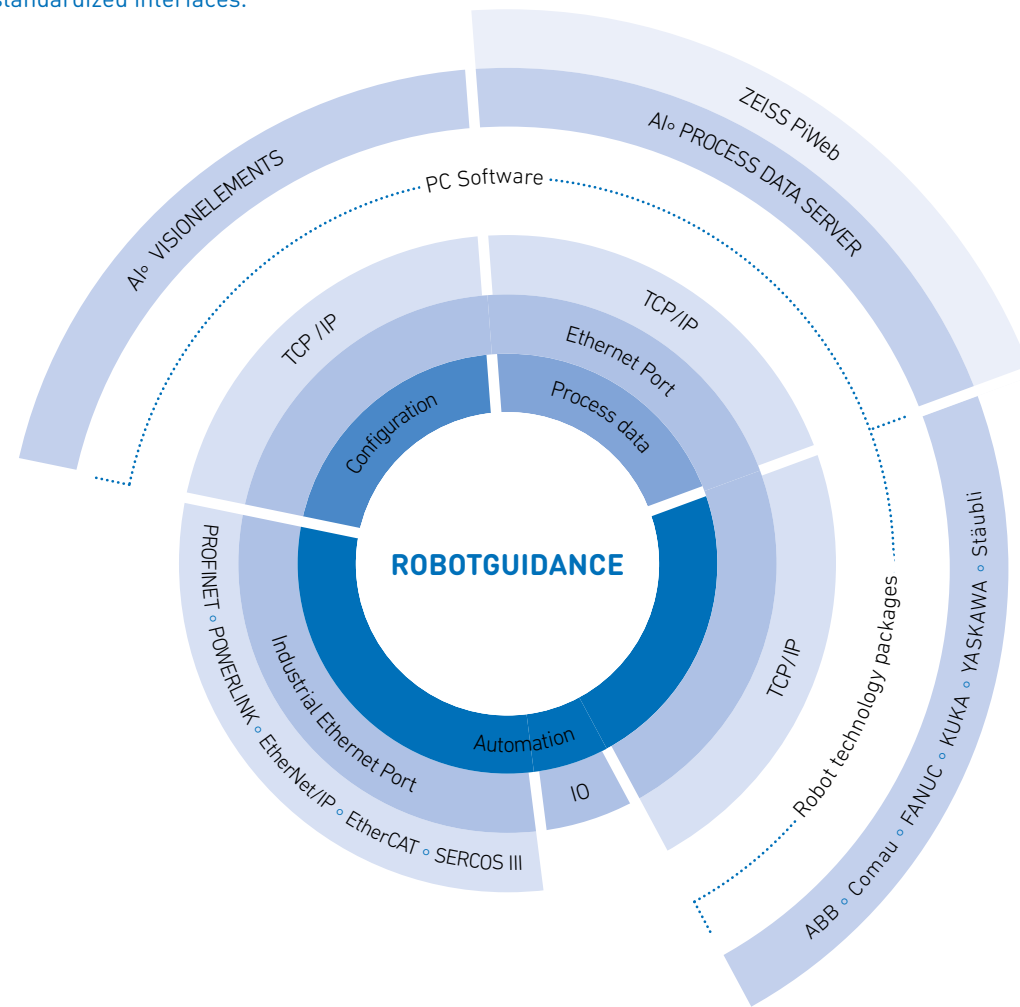 standardized interfaces.
ZEISS PiWeb
AI° PROCESS DATA SERVER
AI° VISIONELEMENTS
PC Software
TCP/IP
TCP /IP
Ethernet Port
Process data
Configuration
ROBOTGUIDANCE
Automation
IO
Industrial Ethernet Port
PROFINET ° POWERLINK ° EtherNet/IP ° EtherCAT ° SERCOS III
TCP/IP
Robot technology packages
ABB ° Comau ° FANUC ° KUKA ° YASKAWA ° Stäubli